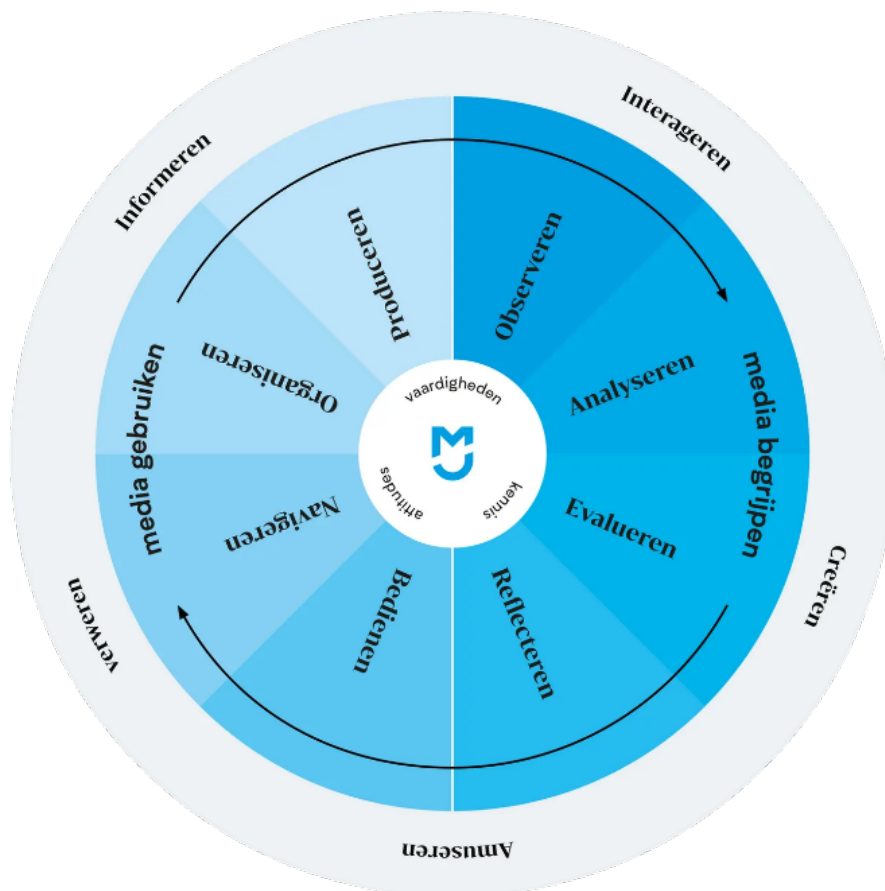 Interageren
Creëren
Amuseren
verweren
Informeren
media begrijpen
media gebruiken
Observeren
Analyseren
Evalueren
Reflecteren
Bedienen
Navigeren
Organiseren
Produceren
vaardigheden
kennis
attitudes
M